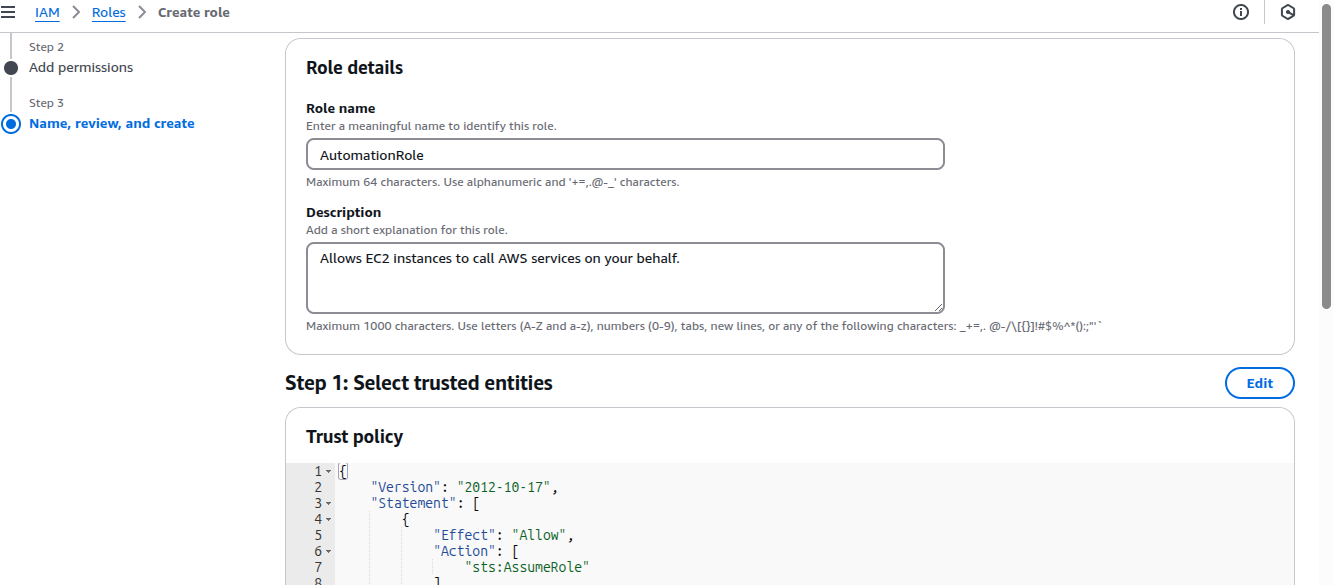 IAM > Roles > Create role
Step 2
Add permissions
Step 3
Name, review, and create
Role details
Role name
Enter a meaningful name to identify this role.
AutomationRole
Maximum 64 characters. Use alphanumeric and '+=,.@-_' characters.
Description
Add a short explanation for this role.
Allows EC2 instances to call AWS services on your behalf.
Maximum 1000 characters. Use letters (A-Z and a-z), numbers (0-9), tabs, new lines, or any of the following characters: _+=,. @-/\[{}]!#$%^*();:"'`
Step 1: Select trusted entities
Edit
Trust policy
1 {
2 "Version": "2012-10-17",
3 "Statement": [
4 {
5 "Effect": "Allow",
6 "Action": [
7 "sts:AssumeRole"
8 ]